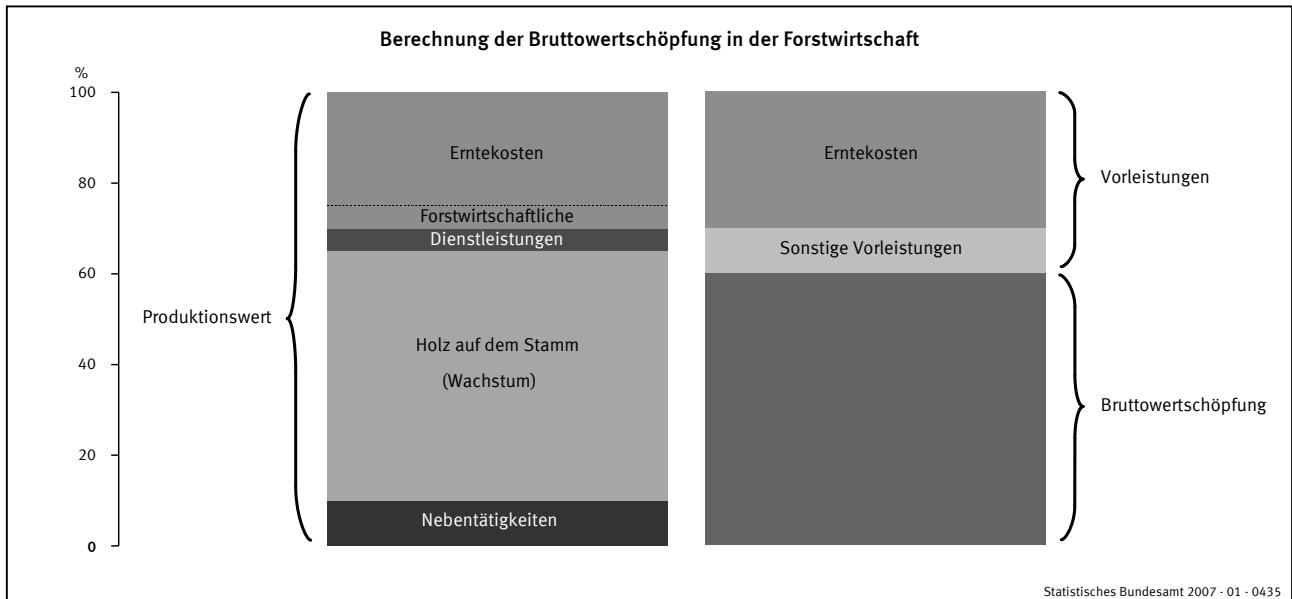 Berechnung der Bruttowertschöpfung in der Forstwirtschaft
%
100
80
60
40
20
0
Produktionswert
Erntekosten
Forstwirtschaftliche
Dienstleistungen
Holz auf dem Stamm
(Wachstum)
Nebentätigkeiten
Erntekosten
Sonstige Vorleistungen
Vorleistungen
Bruttowertschöpfung
Statistisches Bundesamt 2007 - 01 - 0435